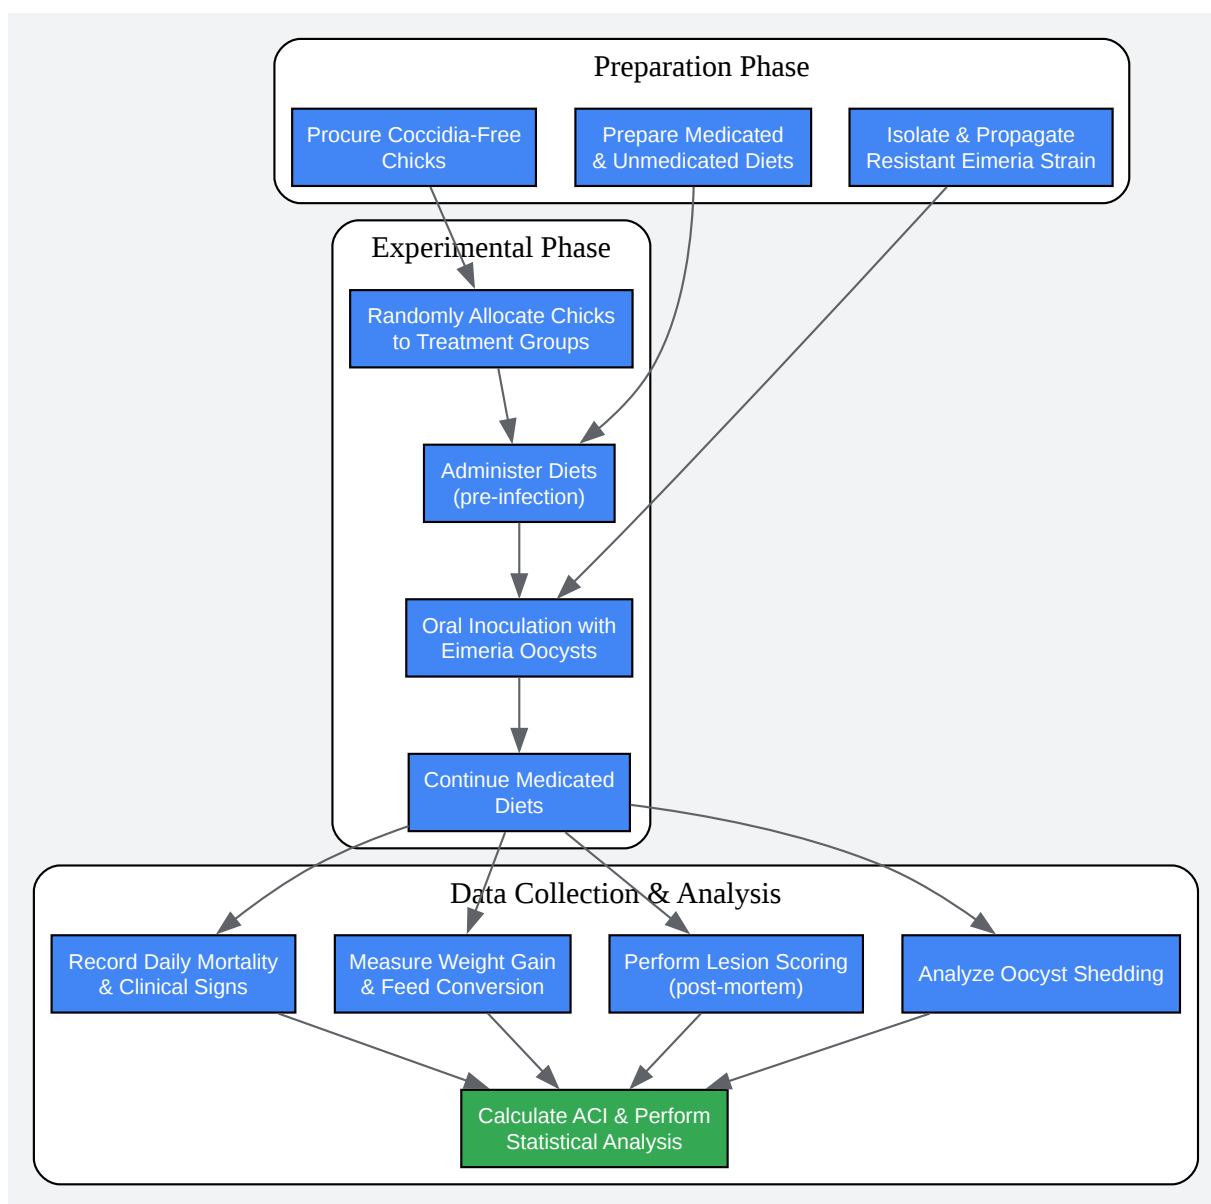 Preparation Phase
Procure Coccidia-Free
Chicks
Prepare Medicated
& Unmedicated Diets
Isolate & Propagate
Resistant Eimeria Strain
Experimental Phase
Randomly Allocate Chicks
to Treatment Groups
Administer Diets
(pre-infection)
Oral Inoculation with
Eimeria Oocysts
Continue Medicated
Diets
Data Collection & Analysis
Record Daily Mortality
& Clinical Signs
Measure Weight Gain
& Feed Conversion
Perform Lesion Scoring
(post-mortem)
Analyze Oocyst Shedding
Calculate ACI & Perform
Statistical Analysis